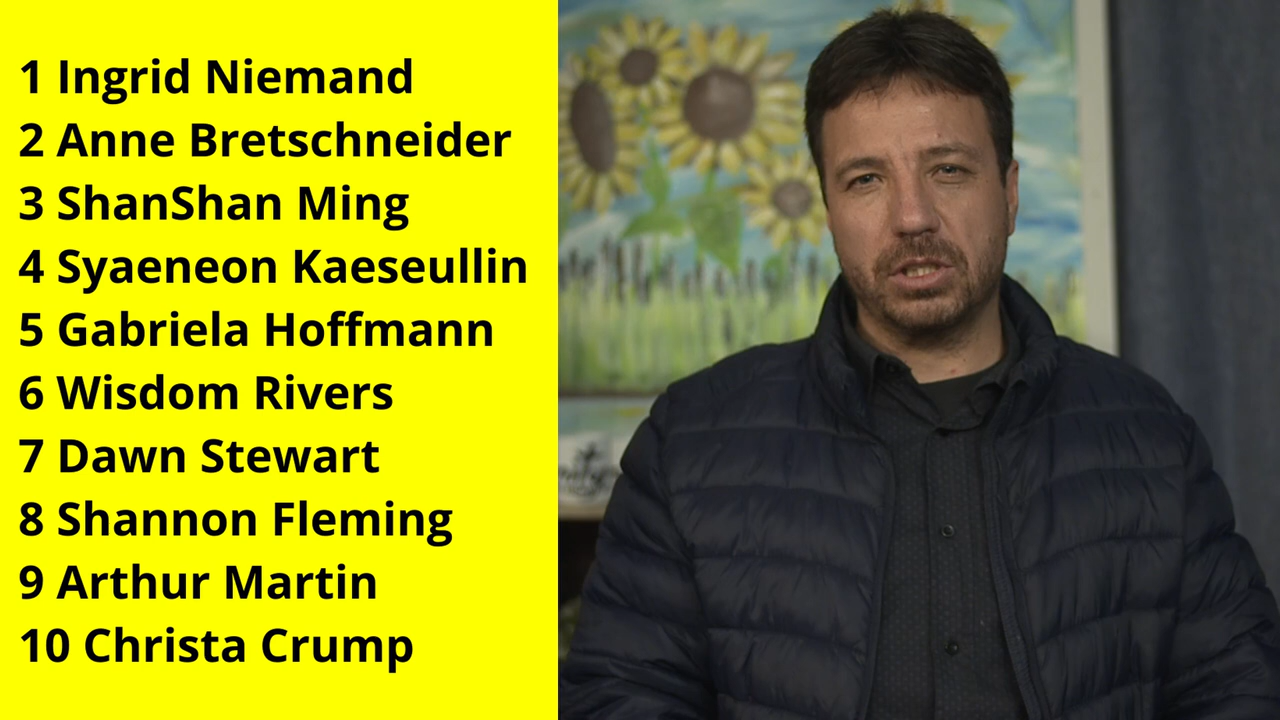 1 Ingrid Niemand
2 Anne Bretschneider
3 ShanShan Ming
4 Syaeneon Kaeseullin
5 Gabriela Hoffmann
6 Wisdom Rivers
7 Dawn Stewart
8 Shannon Fleming
9 Arthur Martin
10 Christa Crump